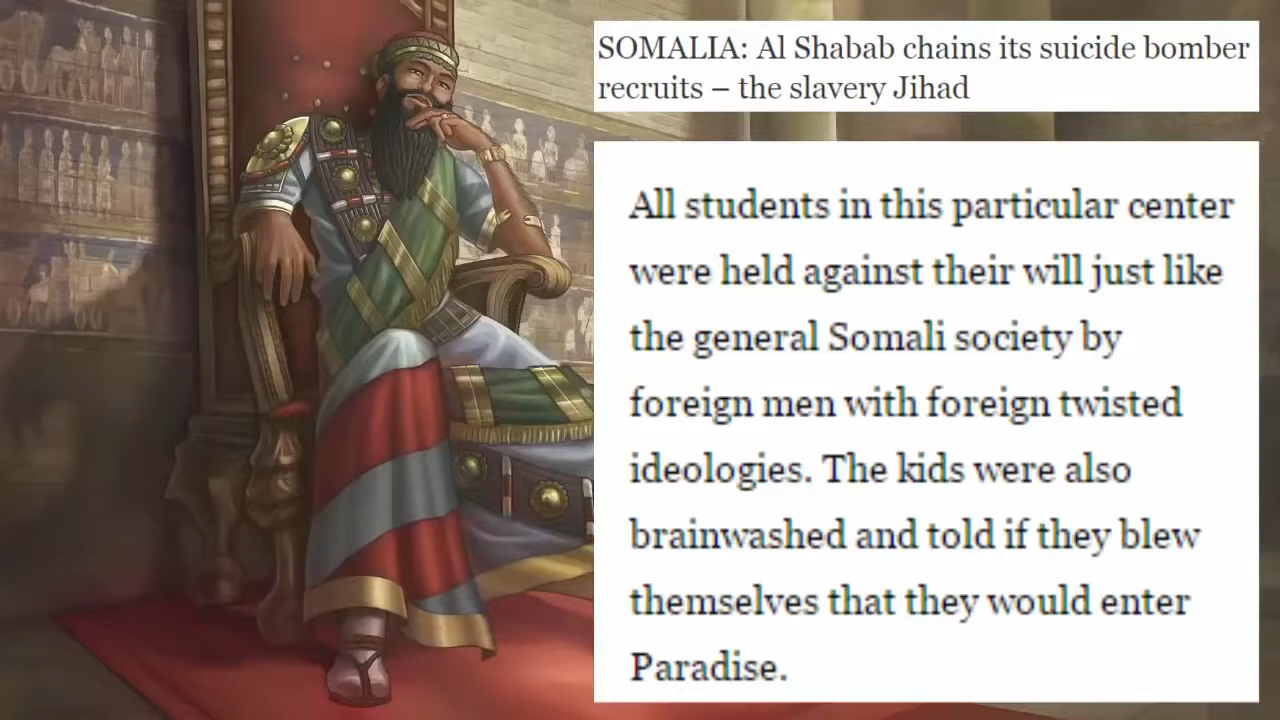 SOMALIA: Al Shabab chains its suicide bomber
recruits – the slavery Jihad
All students in this particular center
were held against their will just like
the general Somali society by
foreign men with foreign twisted
ideologies. The kids were also
brainwashed and told if they blew
themselves that they would enter
Paradise.